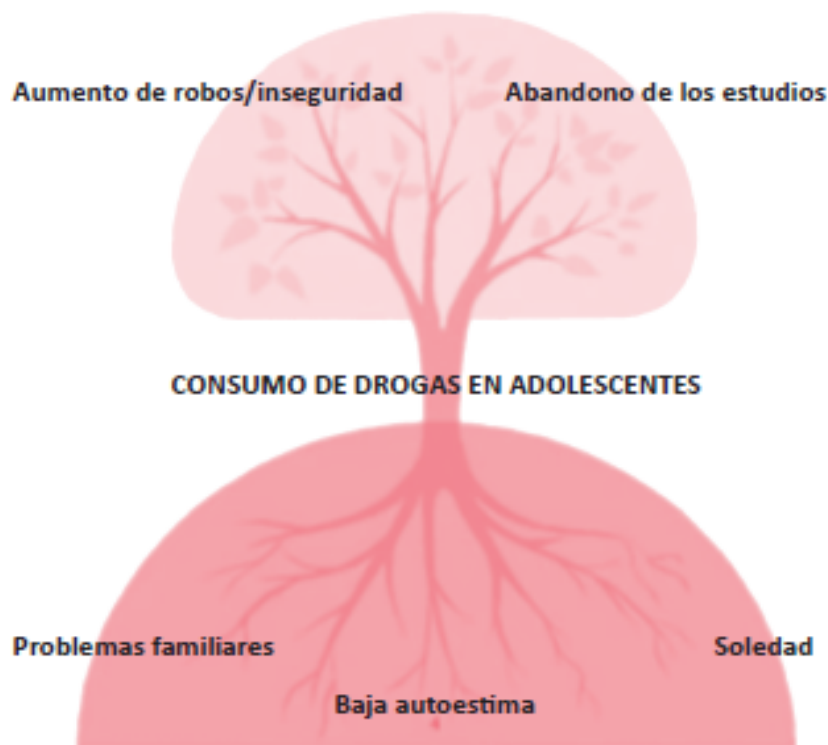 Aumento de robos/inseguridad
Abandono de los estudios
CONSUMO DE DROGAS EN ADOLESCENTES
Problemas familiares
Soledad
Baja autoestima